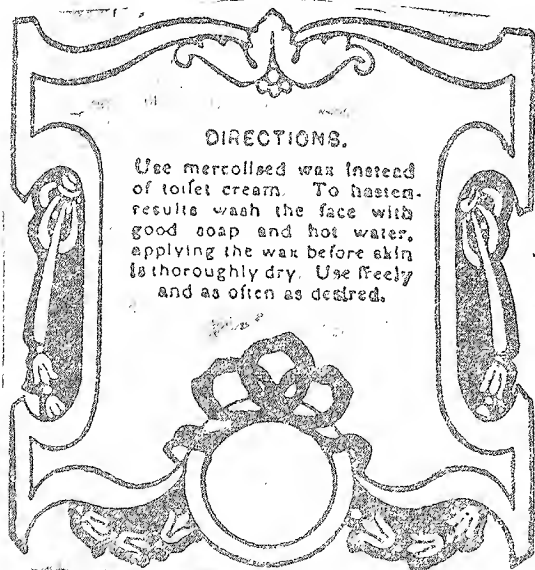 DIRECTIONS.
Use mercolised wax instead
of toilet cream. To hasten
results wash the face with
good soap and hot water,
applying the wax before skin
is thoroughly dry. Use freely
and as often as desired.